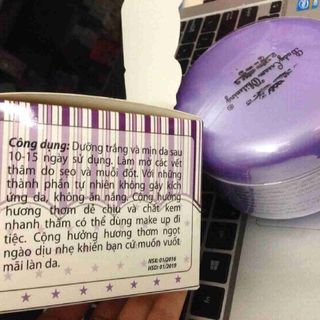 Body Cream Whitening
Công dụng: Dưỡng trắng và mịn da sau
10-15 ngày sử dụng. Làm mờ các vết
thâm do sẹo và muỗi đốt. Với những
thành phần tự nhiên không gây kích
ứng da, không ăn nắng. Công hưởng
hương thơm dễ chịu và chất kem
nhanh thấm có thể dùng make up đi
tiệc. Cộng hưởng hương thơm ngọt
ngào dịu nhẹ khiến bạn cứ muốn vuốt
mãi làn da.
NSX: 01/2016
HSD: 01/2019